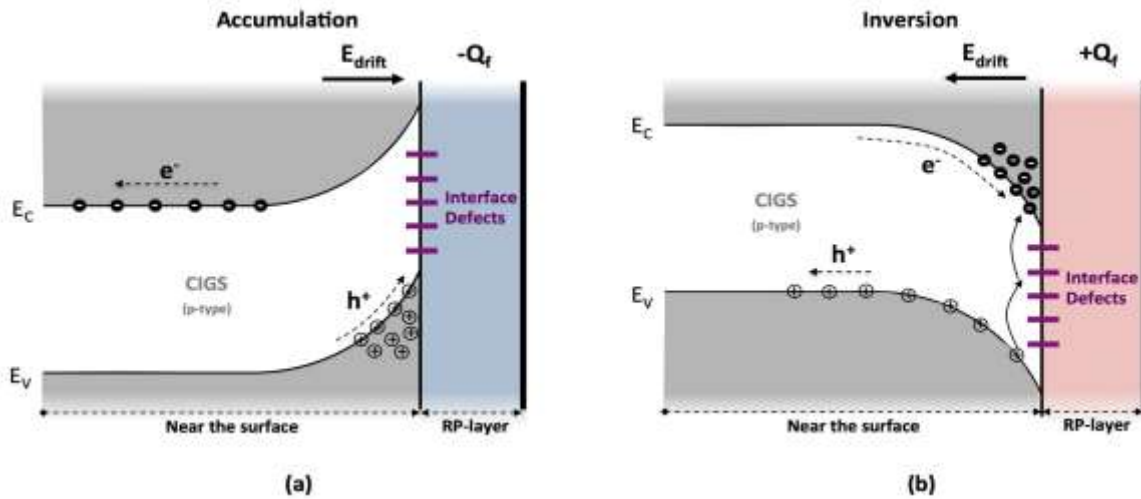 Accumulation
E_drift
-Q_f
e⁻
E_C
Interface
Defects
CIGS
(p-type)
h⁺
E_V
Near the surface
RP-layer
(a)
Inversion
E_drift
+Q_f
E_C
e⁻
CIGS
(p-type)
h⁺
E_V
Interface
Defects
Near the surface
RP-layer
(b)